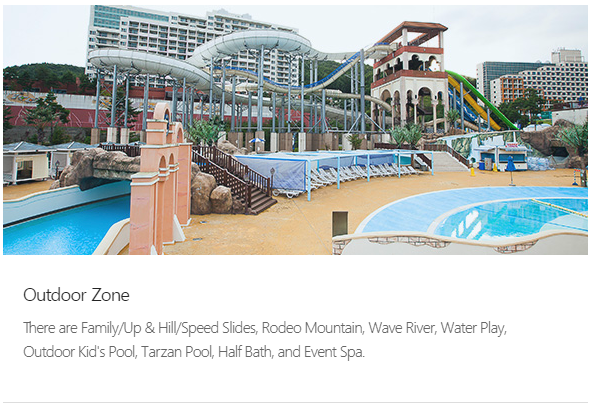 Outdoor Zone
There are Family/Up & Hill/Speed Slides, Rodeo Mountain, Wave River, Water Play,
Outdoor Kid's Pool, Tarzan Pool, Half Bath, and Event Spa.